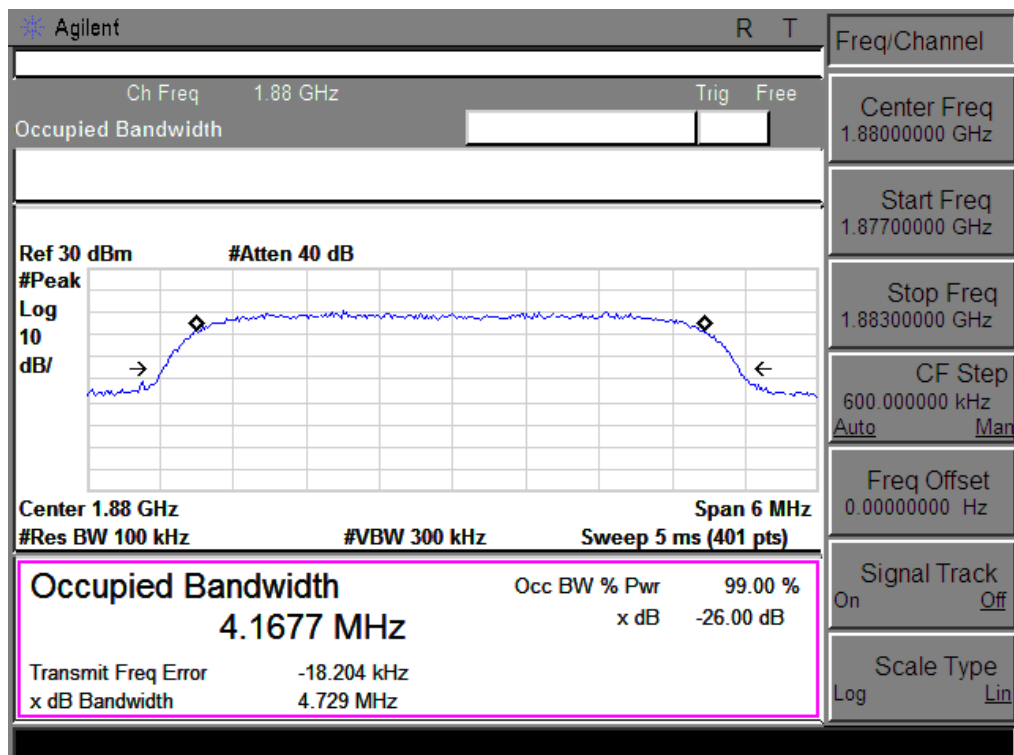 Agilent R T
Ch Freq 1.88 GHz Trig Free
Occupied Bandwidth
Ref 30 dBm #Atten 40 dB
#Peak
Log
10
dB/
Center 1.88 GHz Span 6 MHz
#Res BW 100 kHz #VBW 300 kHz Sweep 5 ms (401 pts)
Occupied Bandwidth Occ BW % Pwr 99.00 %
4.1677 MHz x dB -26.00 dB
Transmit Freq Error -18.204 kHz
x dB Bandwidth 4.729 MHz
Freq/Channel
Center Freq
1.88000000 GHz
Start Freq
1.87700000 GHz
Stop Freq
1.88300000 GHz
CF Step
600.000000 kHz
Auto Man
Freq Offset
0.00000000 Hz
Signal Track
On Off
Scale Type
Log Lin